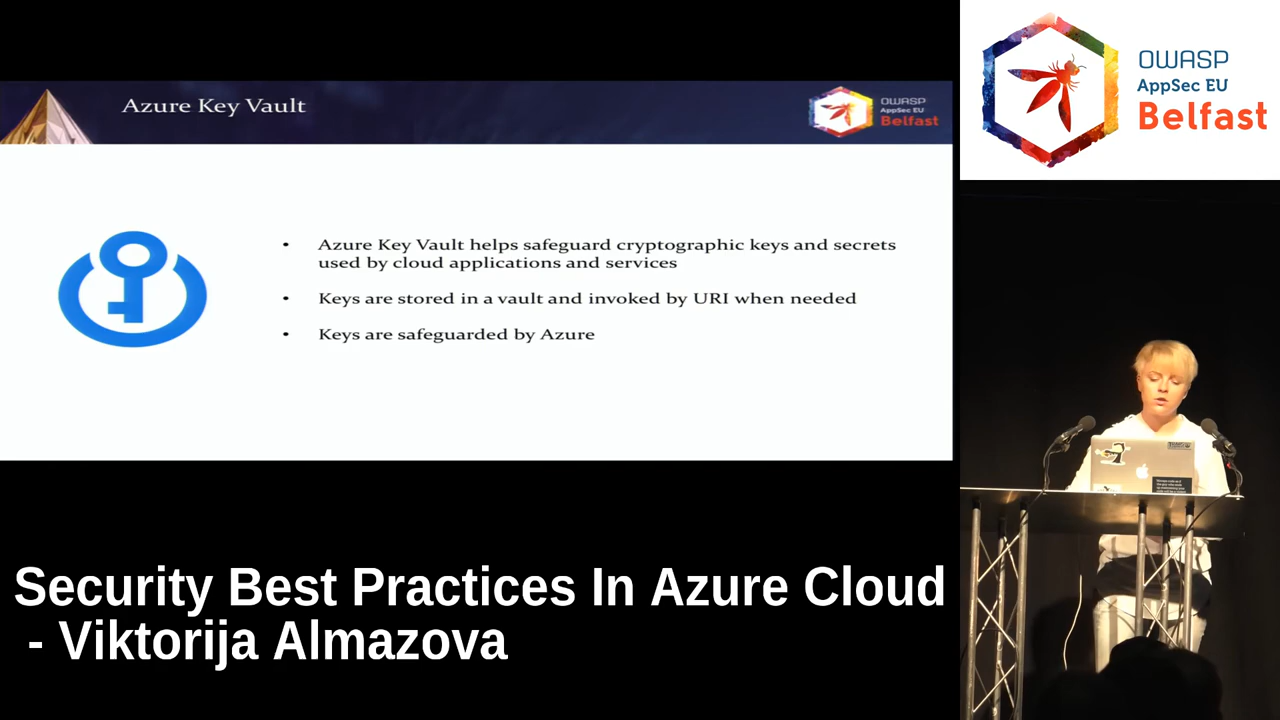 Azure Key Vault
OWASP
AppSec EU
Belfast
• Azure Key Vault helps safeguard cryptographic keys and secrets
used by cloud applications and services
• Keys are stored in a vault and invoked by URI when needed
• Keys are safeguarded by Azure
OWASP
AppSec EU
Belfast
Security Best Practices In Azure Cloud
- Viktorija Almazova